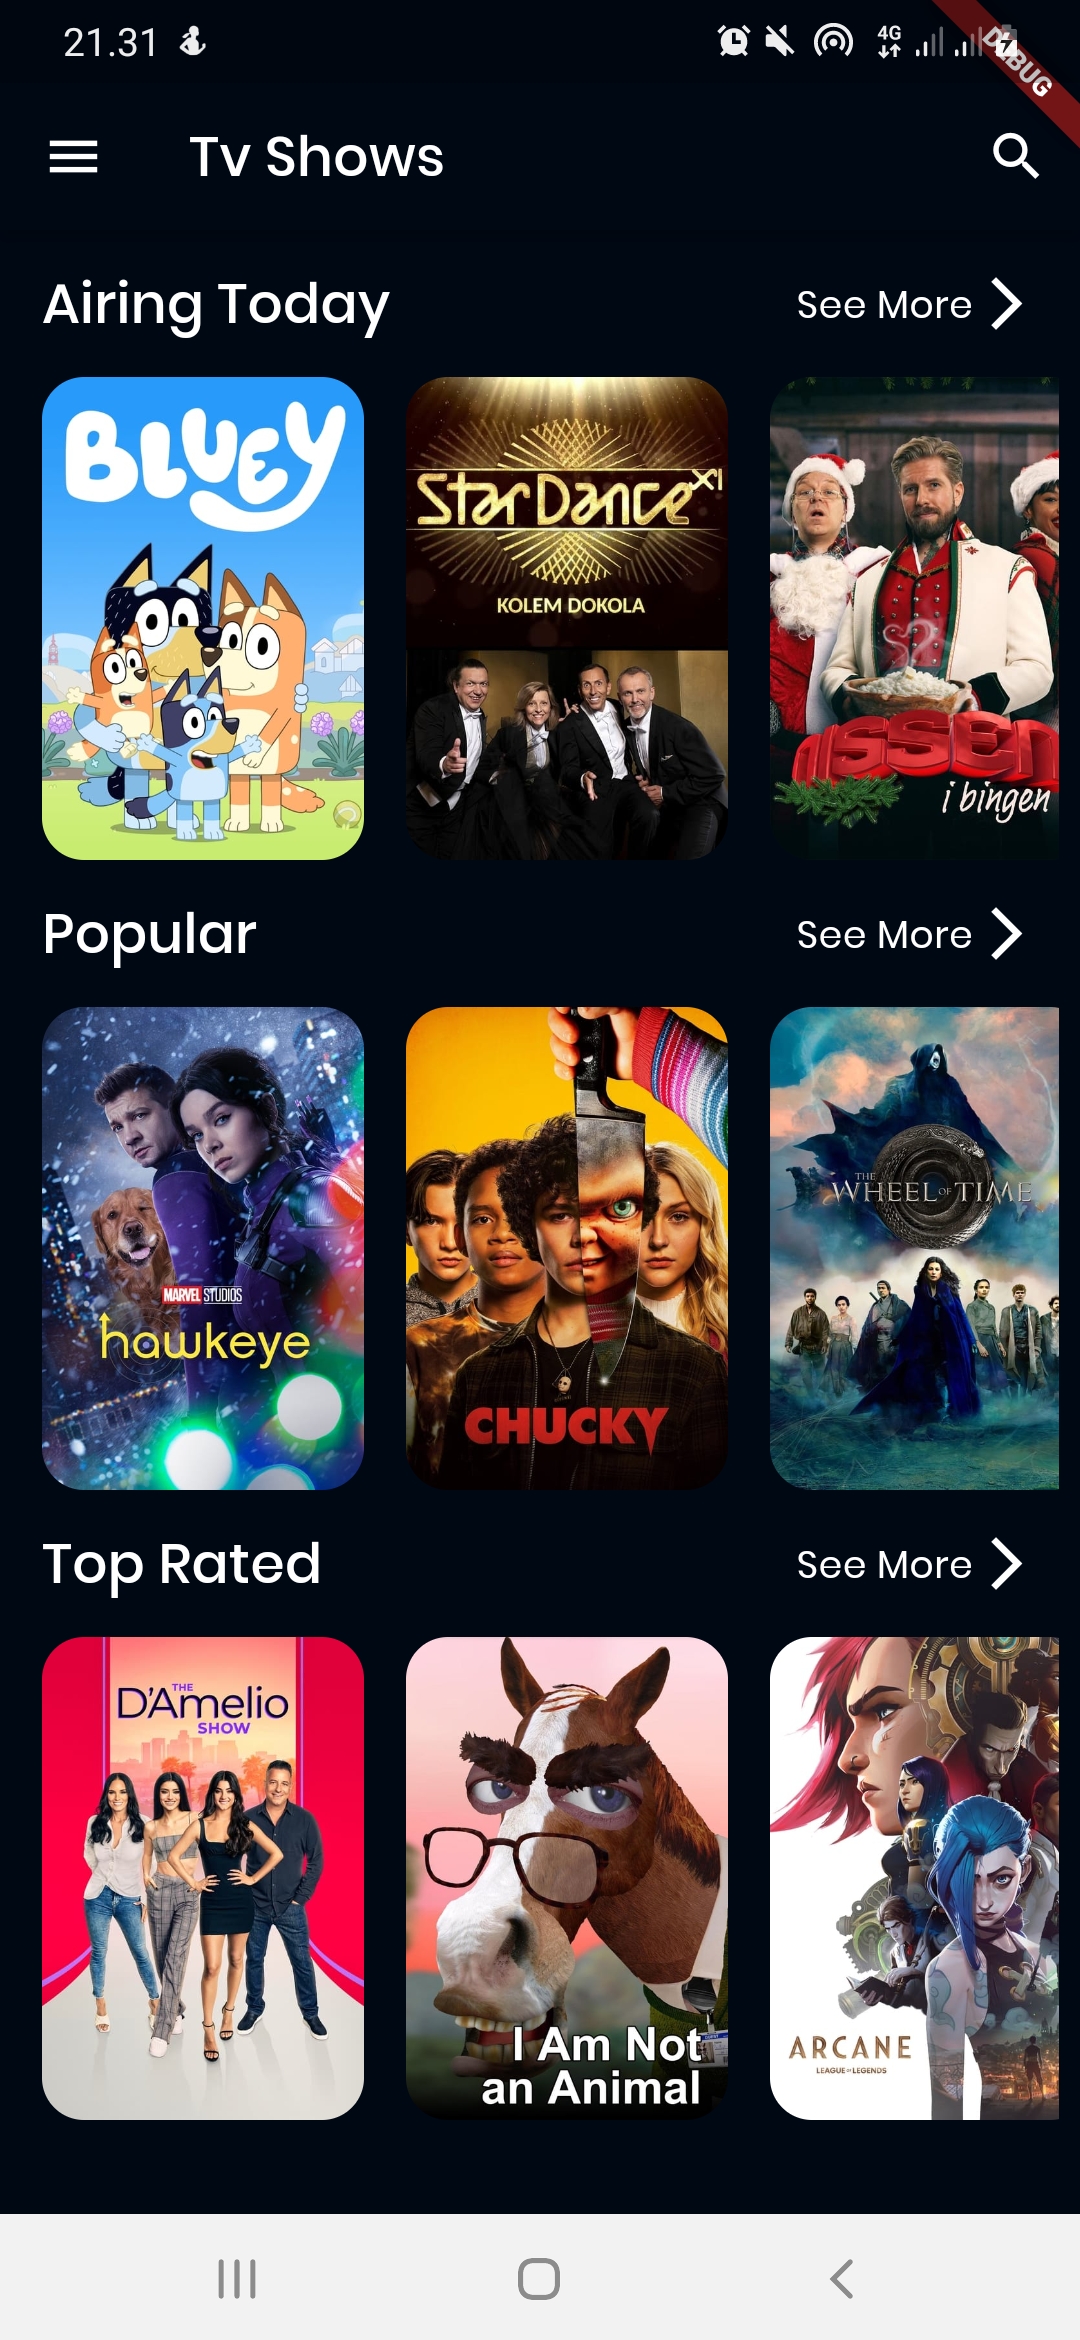 21.31
4G
DEBUG
Tv Shows
Airing Today
See More
BLUEY
StarDance XI
KOLEM DOKOLA
NISSEN
i bingen
Popular
See More
MARVEL STUDIOS
hawkeye
CHUCKY
THE
WHEEL OF TIME
Top Rated
See More
THE
D'Amelio
SHOW
I Am Not
an Animal
ARCANE
LEAGUE OF LEGENDS